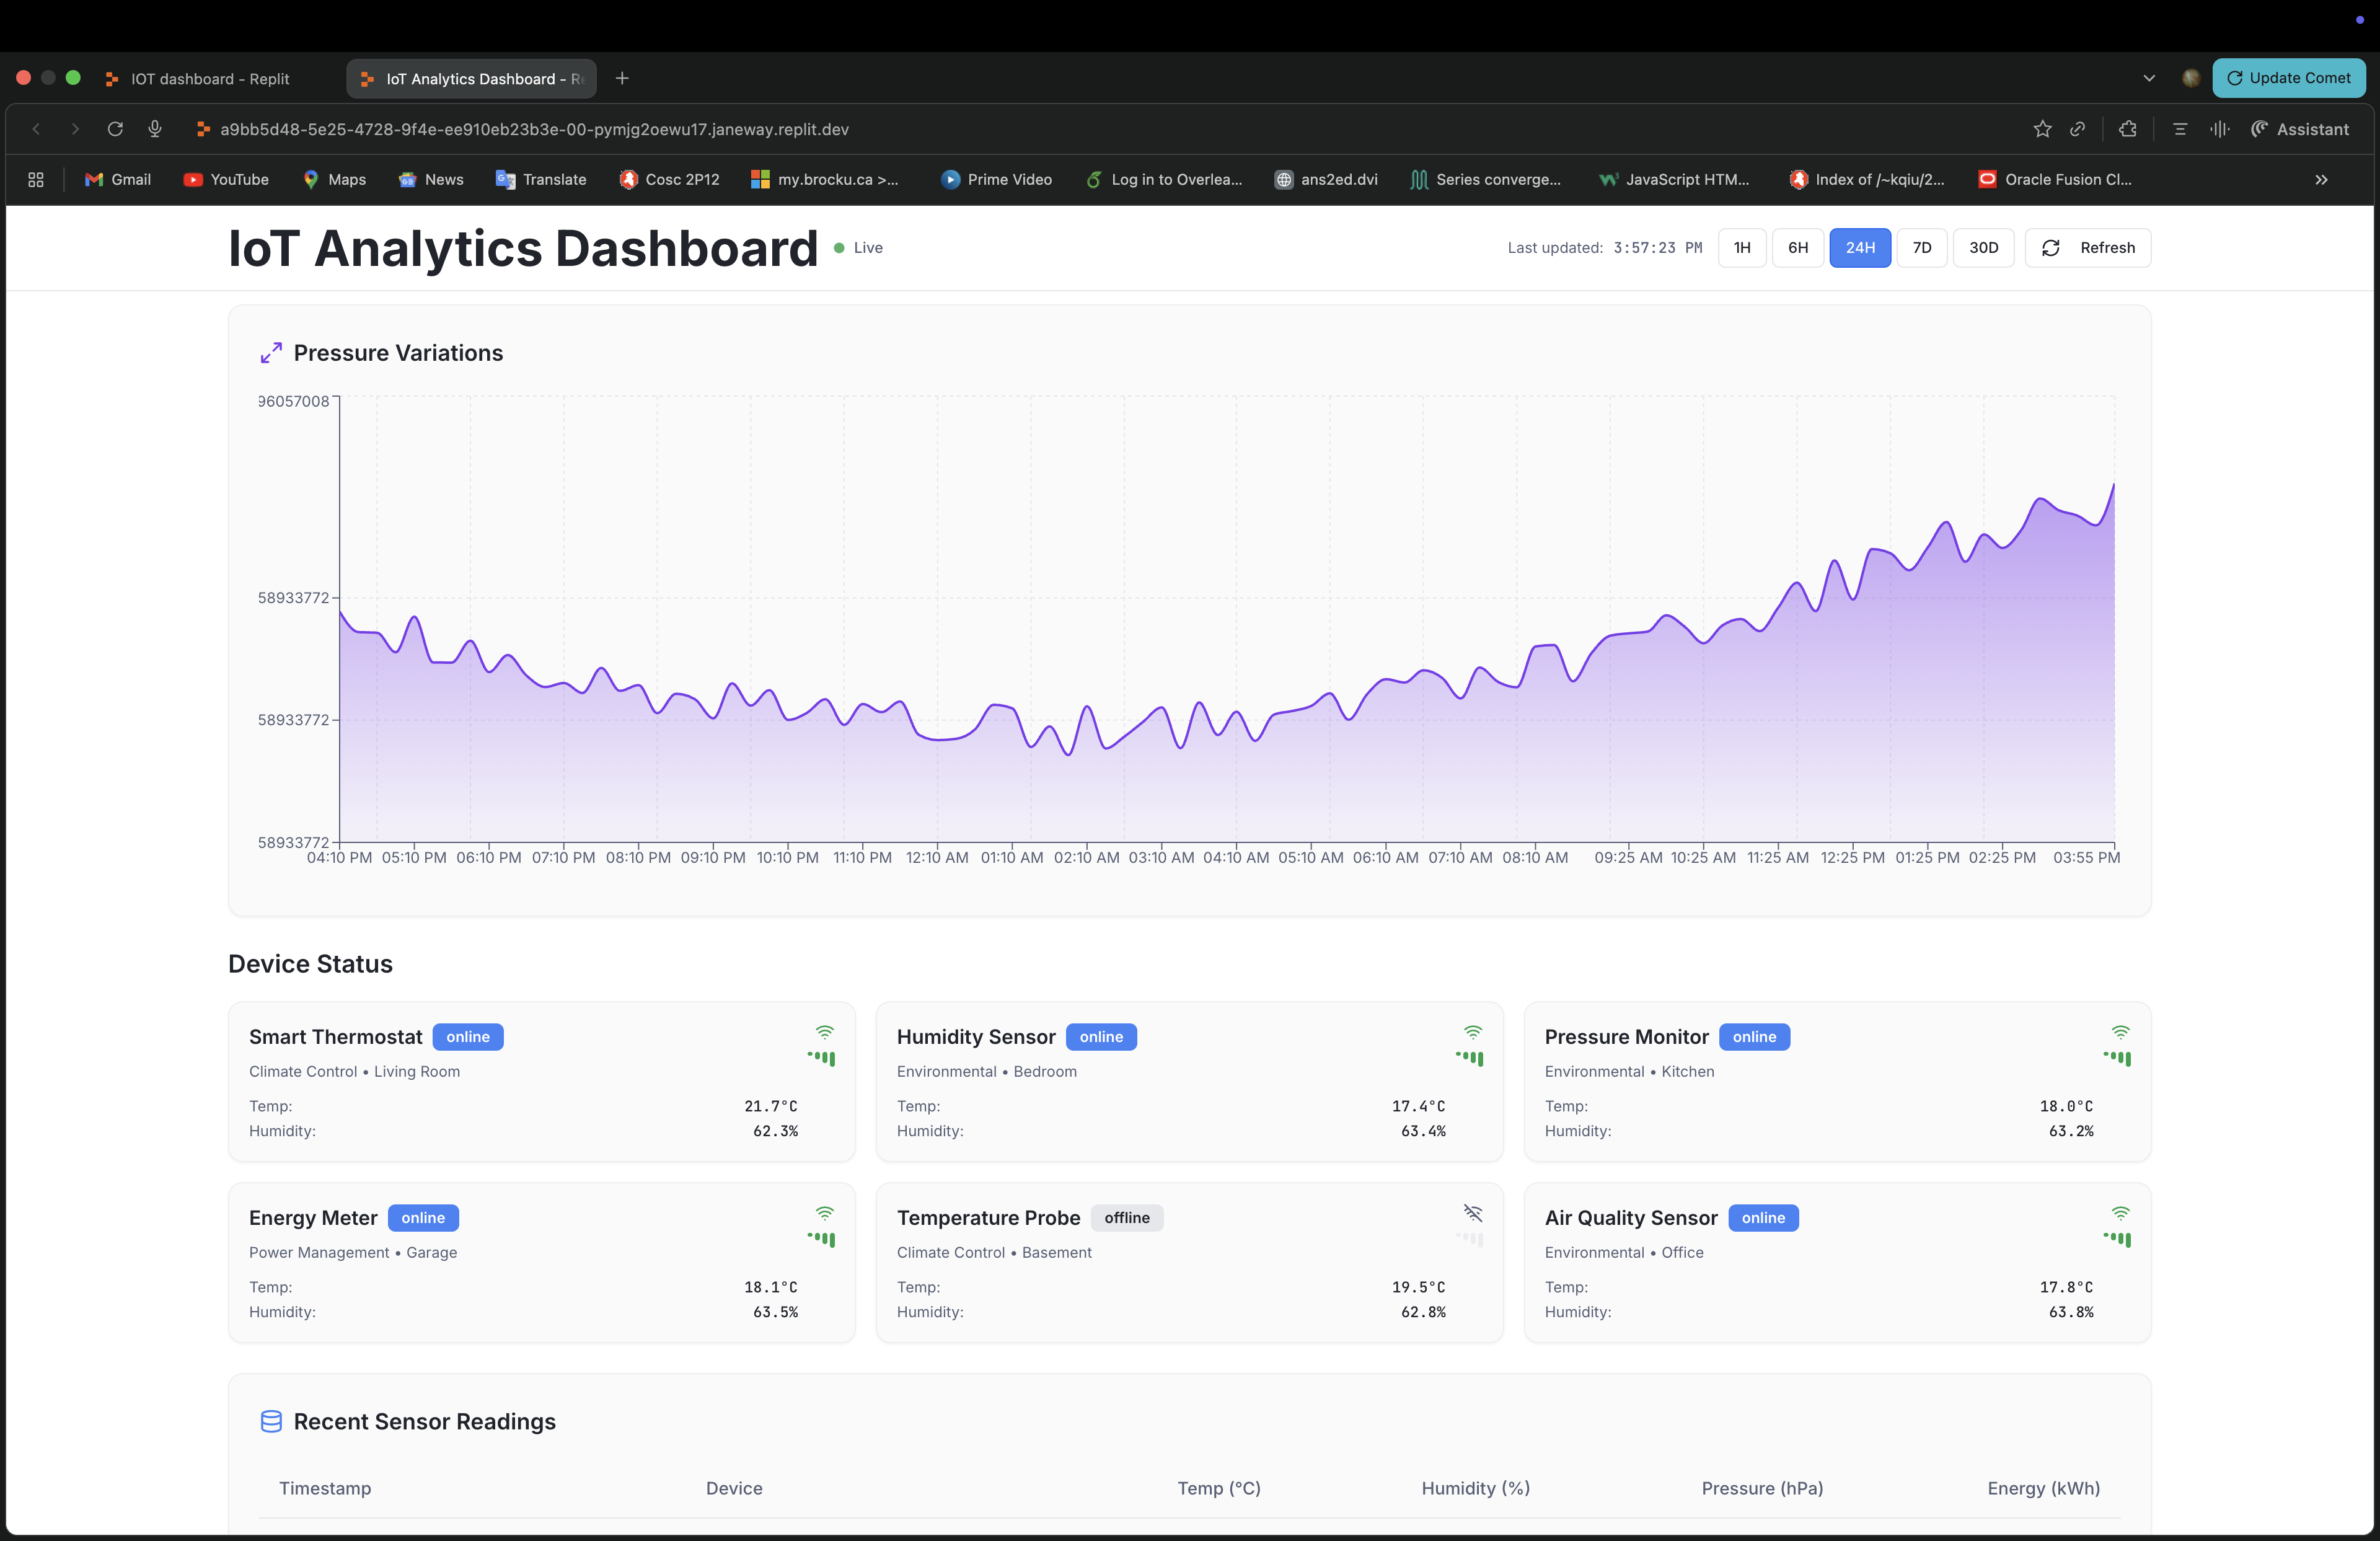 IOT dashboard - Replit
IoT Analytics Dashboard - Re
Update Comet
a9bb5d48-5e25-4728-9f4e-ee910eb23b3e-00-pymjg2oewu17.janeway.replit.dev
Assistant
Gmail YouTube Maps News Translate Cosc 2P12 my.brocku.ca >... Prime Video Log in to Overlea... ans2ed.dvi Series converge... JavaScript HTM... Index of /~kqiu/2... Oracle Fusion Cl...
IoT Analytics Dashboard
Live
Last updated: 3:57:23 PM
1H 6H 24H 7D 30D Refresh
Pressure Variations
96057008
58933772
58933772
58933772
04:10 PM 05:10 PM 06:10 PM 07:10 PM 08:10 PM 09:10 PM 10:10 PM 11:10 PM 12:10 AM 01:10 AM 02:10 AM 03:10 AM 04:10 AM 05:10 AM 06:10 AM 07:10 AM 08:10 AM 09:25 AM 10:25 AM 11:25 AM 12:25 PM 01:25 PM 02:25 PM 03:55 PM
Device Status
Smart Thermostat online
Climate Control • Living Room
Temp: 21.7°C
Humidity: 62.3%
Humidity Sensor online
Environmental • Bedroom
Temp: 17.4°C
Humidity: 63.4%
Pressure Monitor online
Environmental • Kitchen
Temp: 18.0°C
Humidity: 63.2%
Energy Meter online
Power Management • Garage
Temp: 18.1°C
Humidity: 63.5%
Temperature Probe offline
Climate Control • Basement
Temp: 19.5°C
Humidity: 62.8%
Air Quality Sensor online
Environmental • Office
Temp: 17.8°C
Humidity: 63.8%
Recent Sensor Readings
Timestamp Device Temp (°C) Humidity (%) Pressure (hPa) Energy (kWh)